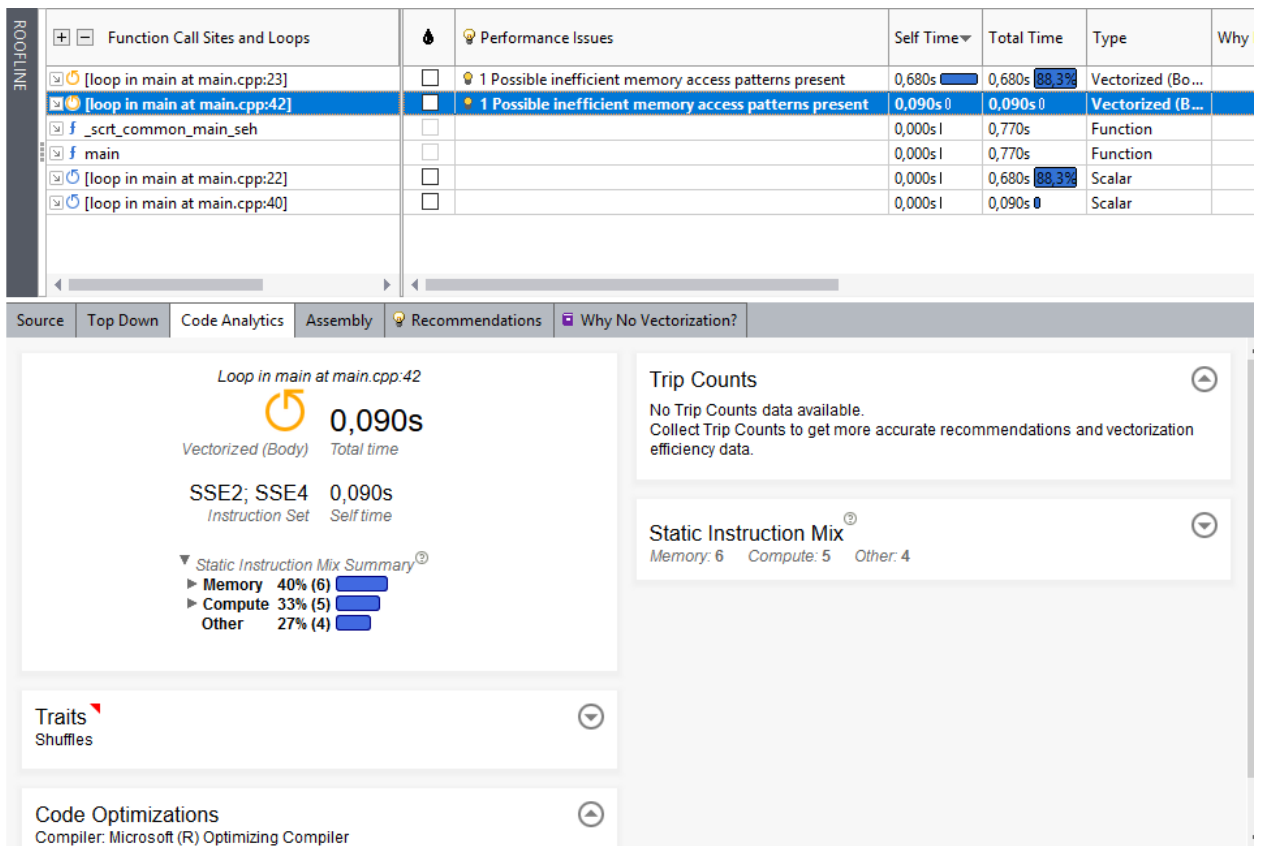 ROOFLINE
+ - Function Call Sites and Loops Performance Issues Self Time Total Time Type Why
[loop in main at main.cpp:23] 1 Possible inefficient memory access patterns present 0,680s 0,680s 88,3% Vectorized (Bo...
[loop in main at main.cpp:42] 1 Possible inefficient memory access patterns present 0,090s 0,090s Vectorized (B...
f _scrt_common_main_seh 0,000s 0,770s Function
f main 0,000s 0,770s Function
[loop in main at main.cpp:22] 0,000s 0,680s 88,3% Scalar
[loop in main at main.cpp:40] 0,000s 0,090s Scalar
Source Top Down Code Analytics Assembly Recommendations Why No Vectorization?
Loop in main at main.cpp:42
0,090s
Vectorized (Body) Total time
SSE2; SSE4 0,090s
Instruction Set Self time
Static Instruction Mix Summary
Memory 40% (6)
Compute 33% (5)
Other 27% (4)
Traits
Shuffles
Code Optimizations
Compiler: Microsoft (R) Optimizing Compiler
Trip Counts
No Trip Counts data available.
Collect Trip Counts to get more accurate recommendations and vectorization
efficiency data.
Static Instruction Mix
Memory: 6 Compute: 5 Other: 4